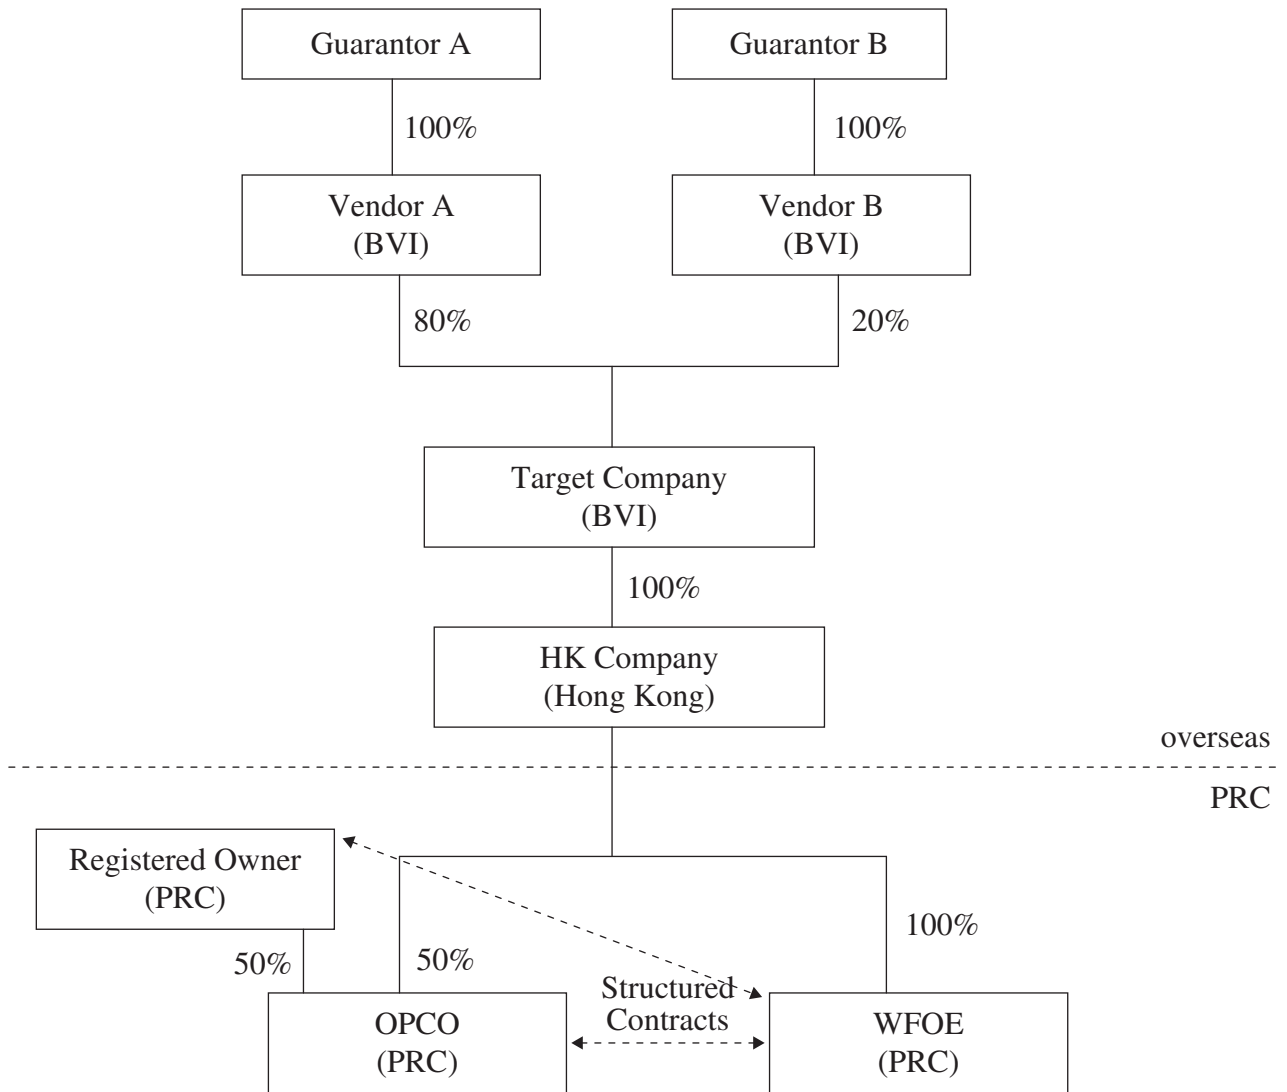 Guarantor A
Guarantor B
100%
100%
Vendor A
(BVI)
Vendor B
(BVI)
80%
20%
Target Company
(BVI)
100%
HK Company
(Hong Kong)
overseas
PRC
Registered Owner
(PRC)
100%
50%
50%
Structured
Contracts
OPCO
(PRC)
WFOE
(PRC)